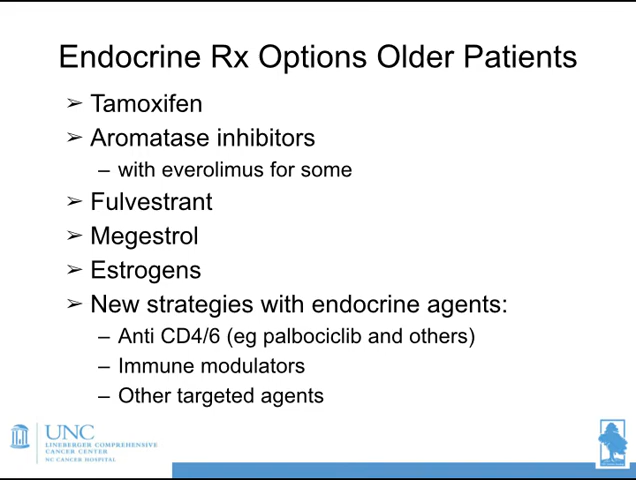 Endocrine Rx Options Older Patients
➢ Tamoxifen
➢ Aromatase inhibitors
– with everolimus for some
➢ Fulvestrant
➢ Megestrol
➢ Estrogens
➢ New strategies with endocrine agents:
– Anti CD4/6 (eg palbociclib and others)
– Immune modulators
– Other targeted agents
UNC
LINEBERGER COMPREHENSIVE
CANCER CENTER
NC CANCER HOSPITAL